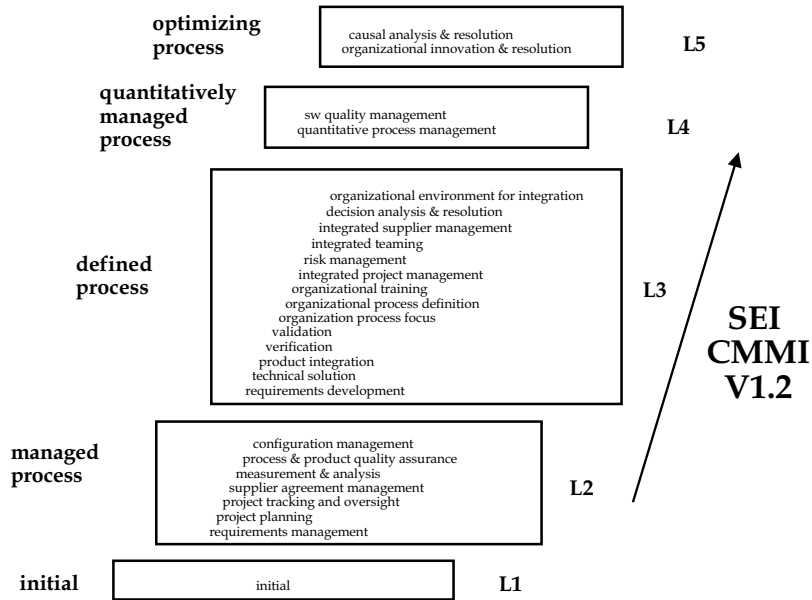 optimizing
process
causal analysis & resolution
organizational innovation & resolution
L5
quantitatively
managed
process
sw quality management
quantitative process management
L4
defined
process
organizational environment for integration
decision analysis & resolution
integrated supplier management
integrated teaming
risk management
integrated project management
organizational training
organizational process definition
organization process focus
validation
verification
product integration
technical solution
requirements development
L3
SEI
CMMI
V1.2
managed
process
configuration management
process & product quality assurance
measurement & analysis
supplier agreement management
project tracking and oversight
project planning
requirements management
L2
initial
initial
L1